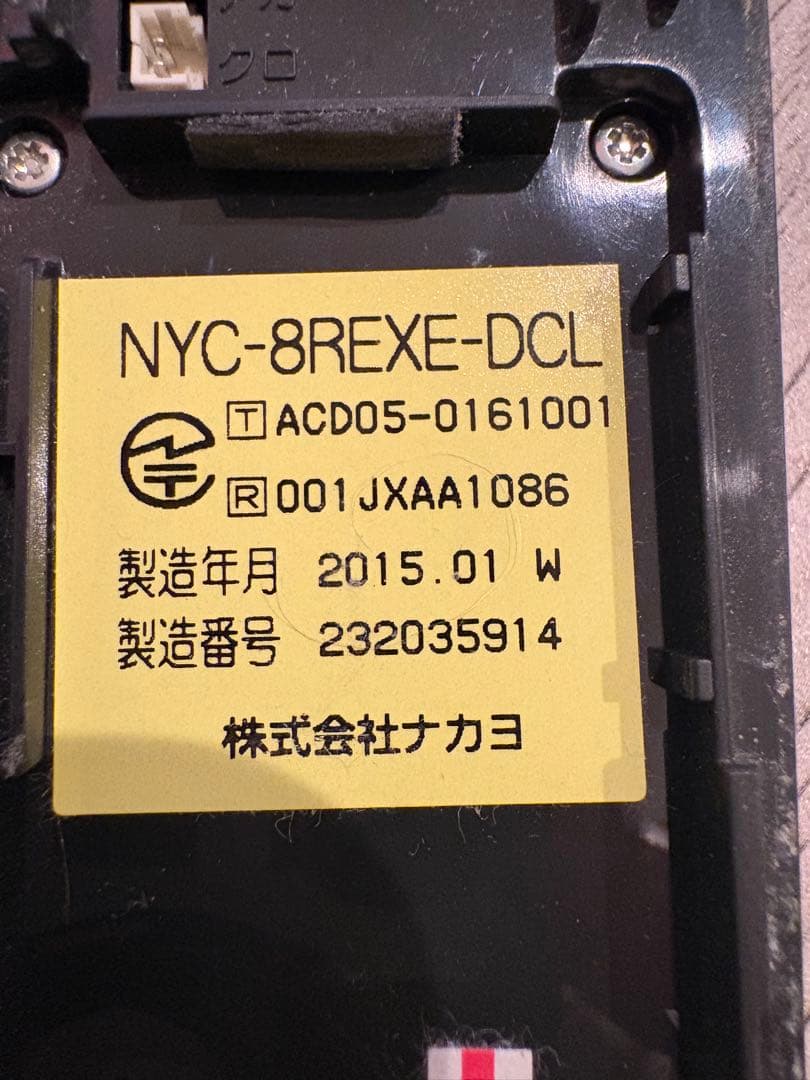 クロ
NYC-8REXE-DCL
T ACD05-0161001
R 001JXAA1086
製造年月 2015.01 W
製造番号 232035914
株式会社ナカヨ